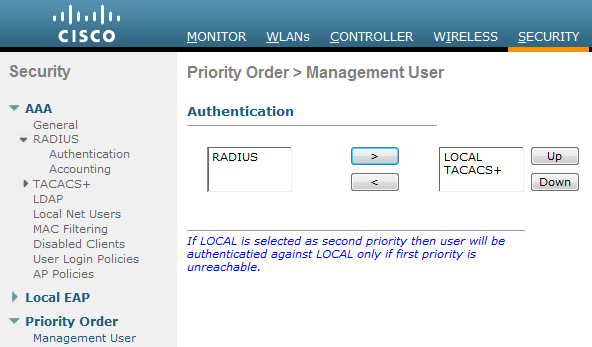 CISCO
MONITOR WLANs CONTROLLER WIRELESS SECURITY
Security
AAA
General
RADIUS
Authentication
Accounting
TACACS+
LDAP
Local Net Users
MAC Filtering
Disabled Clients
User Login Policies
AP Policies
Local EAP
Priority Order
Management User
Priority Order > Management User
Authentication
RADIUS
>
<
LOCAL
TACACS+
Up
Down
If LOCAL is selected as second priority then user will be
authenticatied against LOCAL only if first priority is
unreachable.